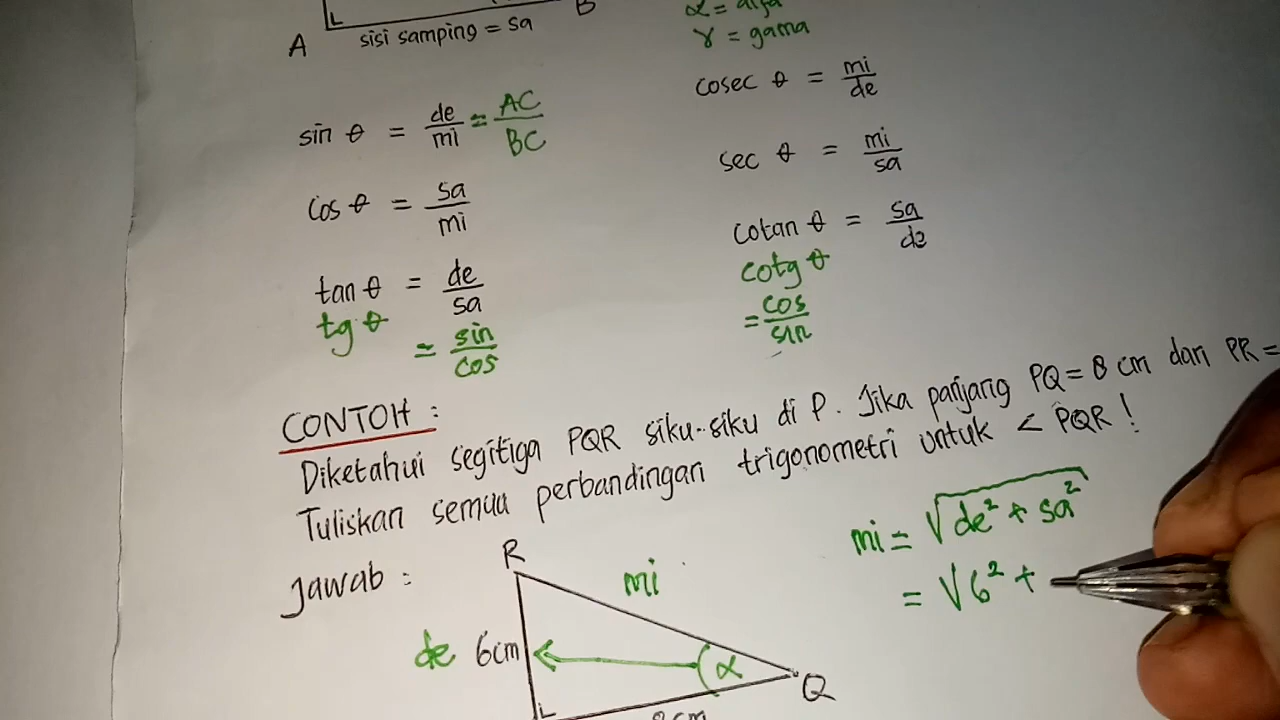 A
sisi samping = sa
B
α = alfa
γ = gama
sin θ = de/mi = AC/BC
cosec θ = mi/de
cos θ = sa/mi
sec θ = mi/sa
tan θ = de/sa
tg θ
= sin/cos
cotan θ = sa/de
cotg θ
= cos/sin
CONTOH :
Diketahui segitiga PQR siku-siku di P. Jika panjang PQ = 8 cm dan PR =
Tuliskan semua perbandingan trigonometri untuk < PQR !
Jawab :
mi = √de² + sa²
= √6² +
R
mi
de 6cm
α
Q
8cm